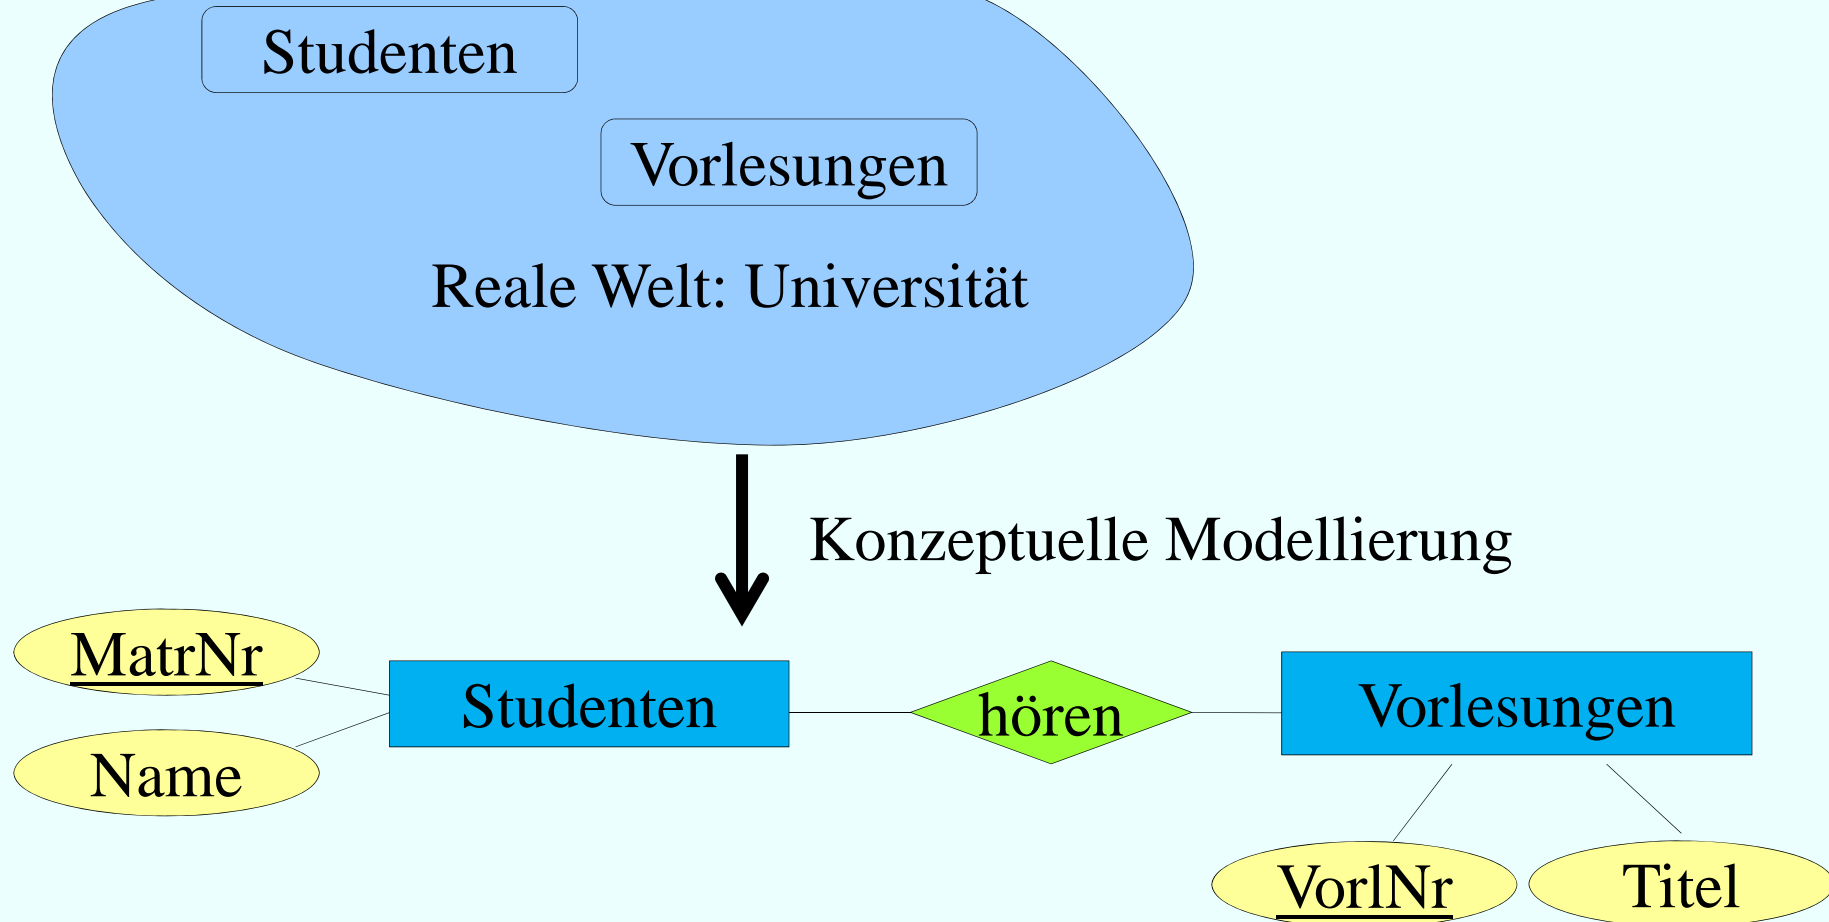 Studenten
Vorlesungen
Reale Welt: Universität
Konzeptuelle Modellierung
MatrNr
Studenten
hören
Vorlesungen
Name
VorlNr
Titel